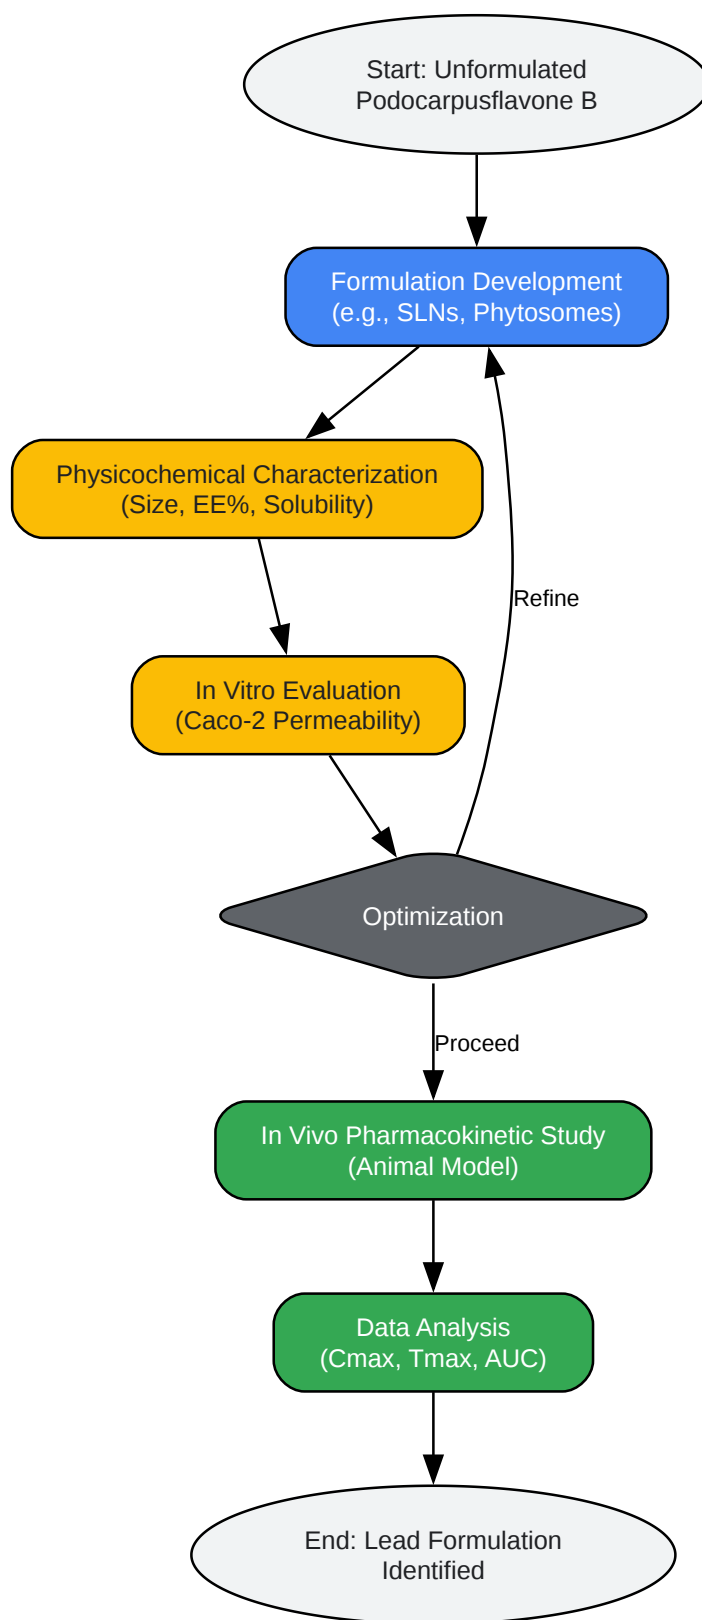 Start: Unformulated
Podocarpusflavone B
Formulation Development
(e.g., SLNs, Phytosomes)
Physicochemical Characterization
(Size, EE%, Solubility)
Refine
In Vitro Evaluation
(Caco-2 Permeability)
Optimization
Proceed
In Vivo Pharmacokinetic Study
(Animal Model)
Data Analysis
(Cmax, Tmax, AUC)
End: Lead Formulation
Identified